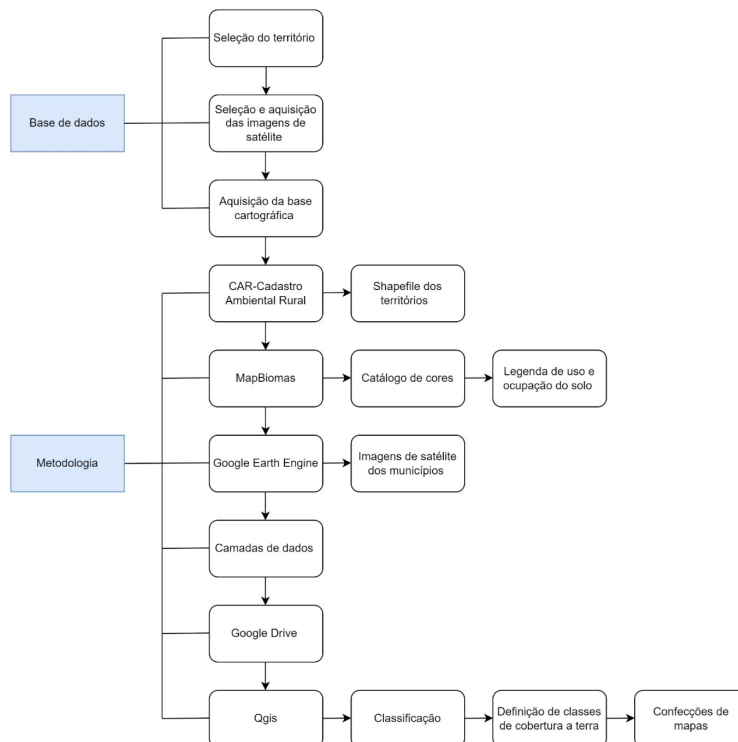 Seleção do território
Base de dados
Seleção e aquisição
das imagens de
satélite
Aquisição da base
cartográfica
CAR-Cadastro
Ambiental Rural
Shapefile dos
territórios
MapBiomas
Catálogo de cores
Legenda de uso e
ocupação do solo
Metodologia
Google Earth Engine
Imagens de satélite
dos municípios
Camadas de dados
Google Drive
Qgis
Classificação
Definição de classes
de cobertura a terra
Confecções de
mapas